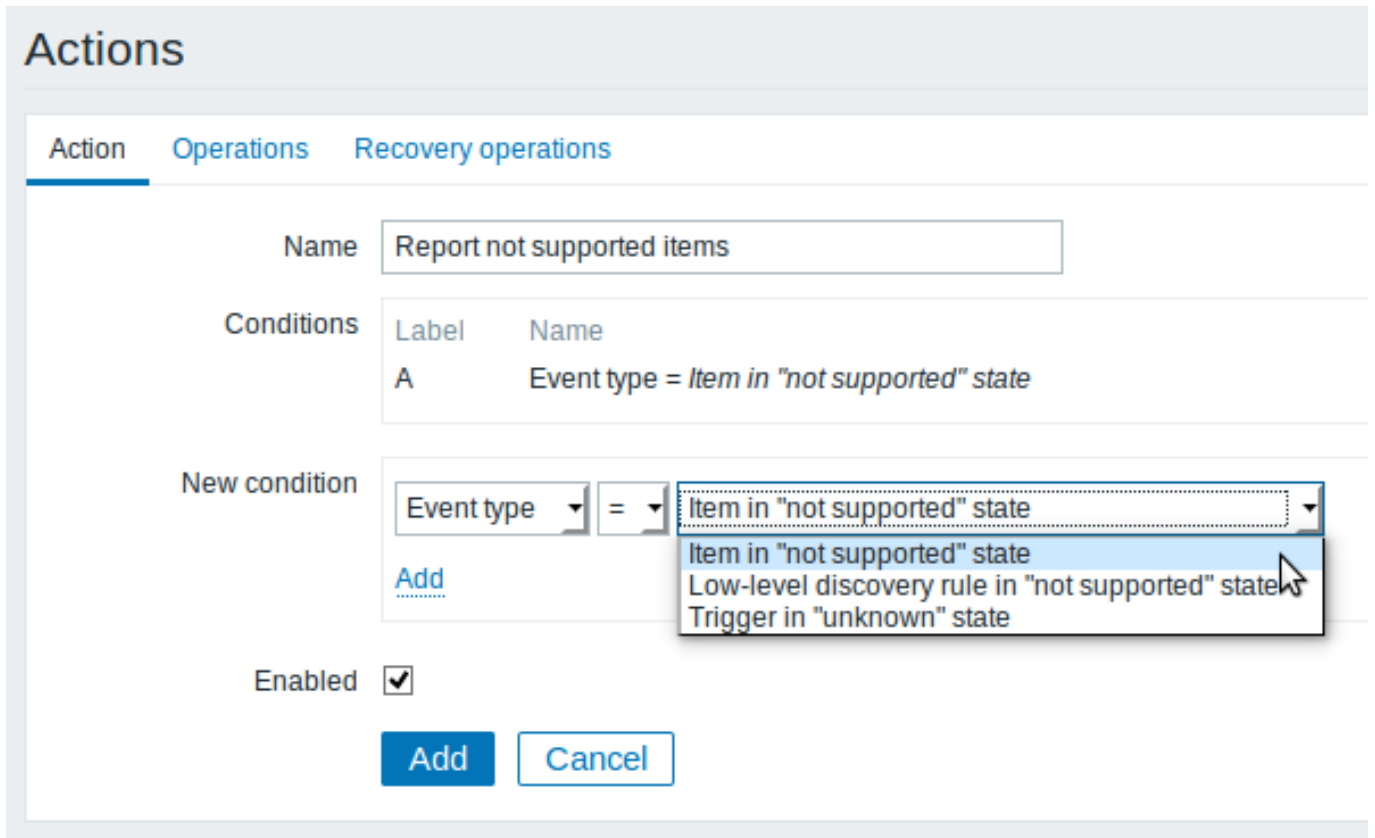 Actions
Action Operations Recovery operations
Name Report not supported items
Conditions Label Name
A Event type = Item in "not supported" state
New condition Event type = Item in "not supported" state
Item in "not supported" state
Add Low-level discovery rule in "not supported" state
Trigger in "unknown" state
Enabled
Add Cancel